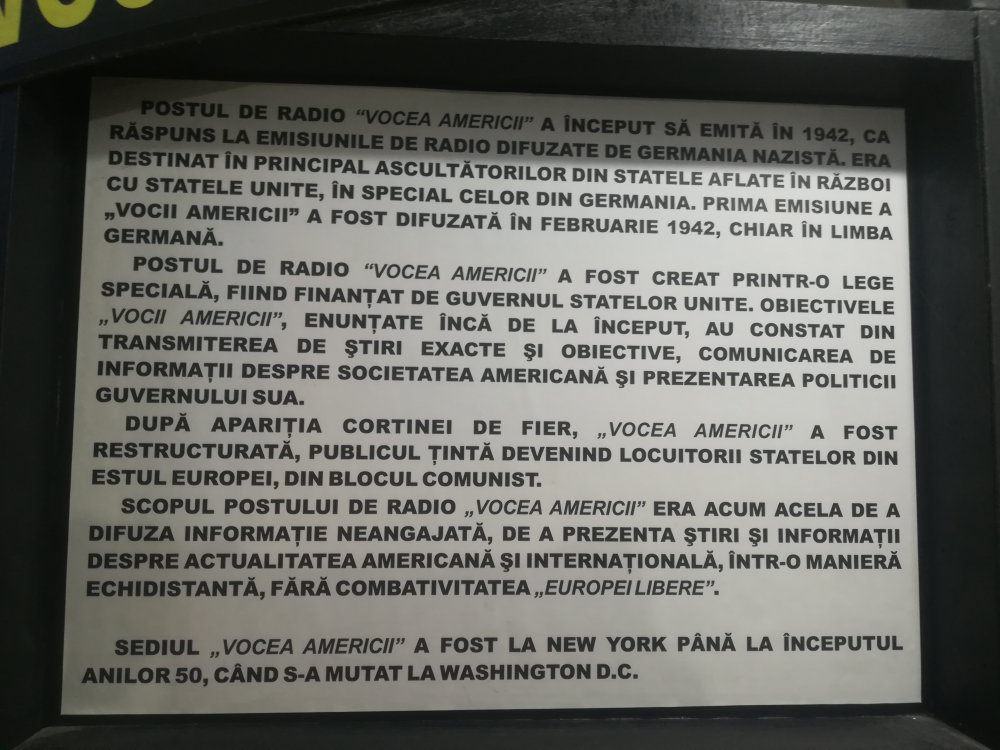 POSTUL DE RADIO “VOCEA AMERICII” A ÎNCEPUT SĂ EMITĂ ÎN 1942, CA
RĂSPUNS LA EMISIUNILE DE RADIO DIFUZATE DE GERMANIA NAZISTĂ. ERA
DESTINAT ÎN PRINCIPAL ASCULTĂTORILOR DIN STATELE AFLATE ÎN RĂZBOI
CU STATELE UNITE, ÎN SPECIAL CELOR DIN GERMANIA. PRIMA EMISIUNE A
„VOCII AMERICII” A FOST DIFUZATĂ ÎN FEBRUARIE 1942, CHIAR ÎN LIMBA
GERMANĂ.
POSTUL DE RADIO “VOCEA AMERICII” A FOST CREAT PRINTR-O LEGE
SPECIALĂ, FIIND FINANȚAT DE GUVERNUL STATELOR UNITE. OBIECTIVELE
„VOCII AMERICII”, ENUNȚATE ÎNCĂ DE LA ÎNCEPUT, AU CONSTAT DIN
TRANSMITEREA DE ŞTIRI EXACTE ŞI OBIECTIVE, COMUNICAREA DE
INFORMAȚII DESPRE SOCIETATEA AMERICANĂ ŞI PREZENTAREA POLITICII
GUVERNULUI SUA.
DUPĂ APARIȚIA CORTINEI DE FIER, „VOCEA AMERICII” A FOST
RESTRUCTURATĂ, PUBLICUL ȚINTĂ DEVENIND LOCUITORII STATELOR DIN
ESTUL EUROPEI, DIN BLOCUL COMUNIST.
SCOPUL POSTULUI DE RADIO „VOCEA AMERICII” ERA ACUM ACELA DE A
DIFUZA INFORMAȚIE NEANGAJATĂ, DE A PREZENTA ŞTIRI ŞI INFORMAȚII
DESPRE ACTUALITATEA AMERICANĂ ŞI INTERNAȚIONALĂ, ÎNTR-O MANIERĂ
ECHIDISTANTĂ, FĂRĂ COMBATIVITATEA „EUROPEI LIBERE”.
SEDIUL „VOCEA AMERICII” A FOST LA NEW YORK PÂNĂ LA ÎNCEPUTUL
ANILOR 50, CÂND S-A MUTAT LA WASHINGTON D.C.